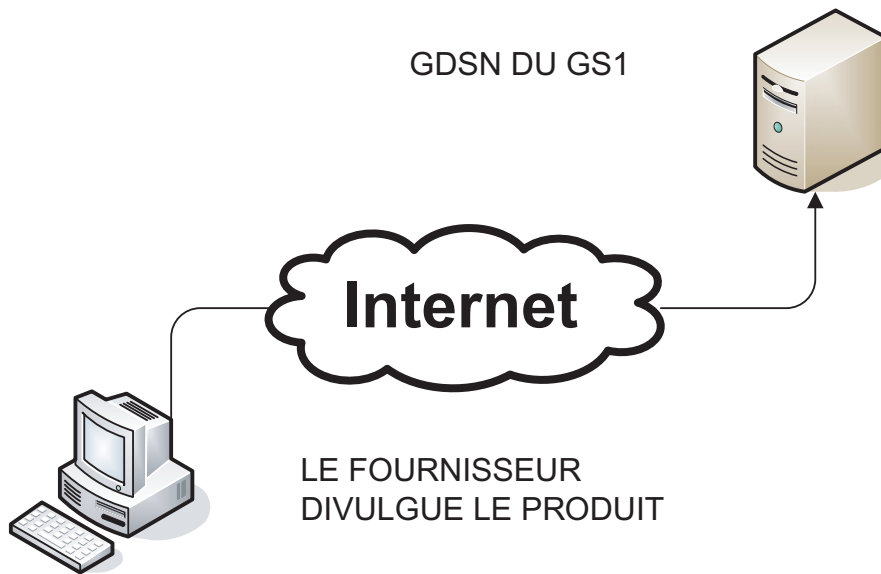 GDSN DU GS1
Internet
LE FOURNISSEUR
DIVULGUE LE PRODUIT